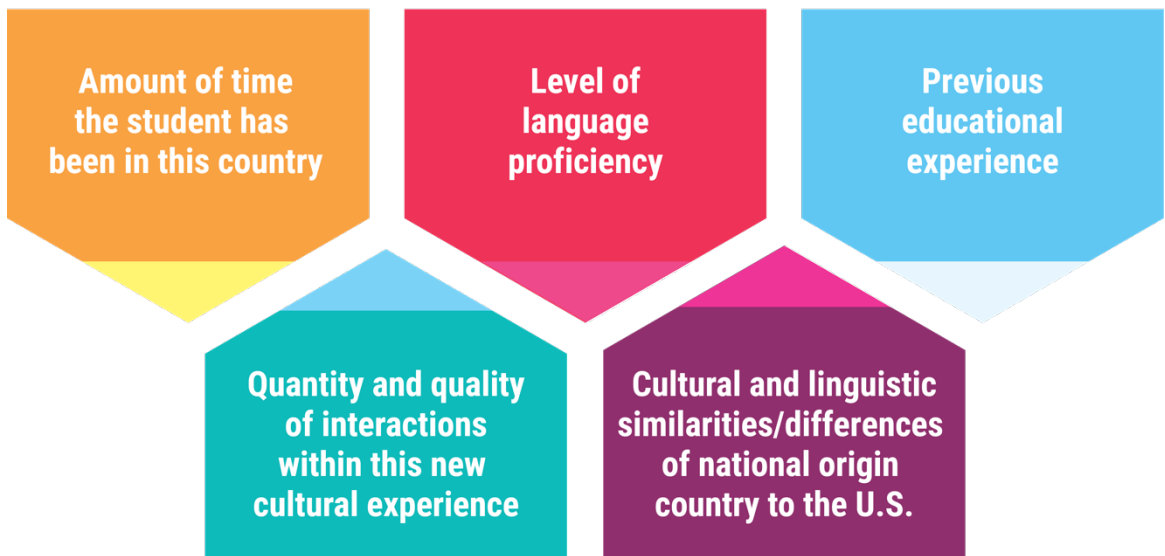 Amount of time
the student has
been in this country
Level of
language
proficiency
Previous
educational
experience
Quantity and quality
of interactions
within this new
cultural experience
Cultural and linguistic
similarities/differences
of national origin
country to the U.S.